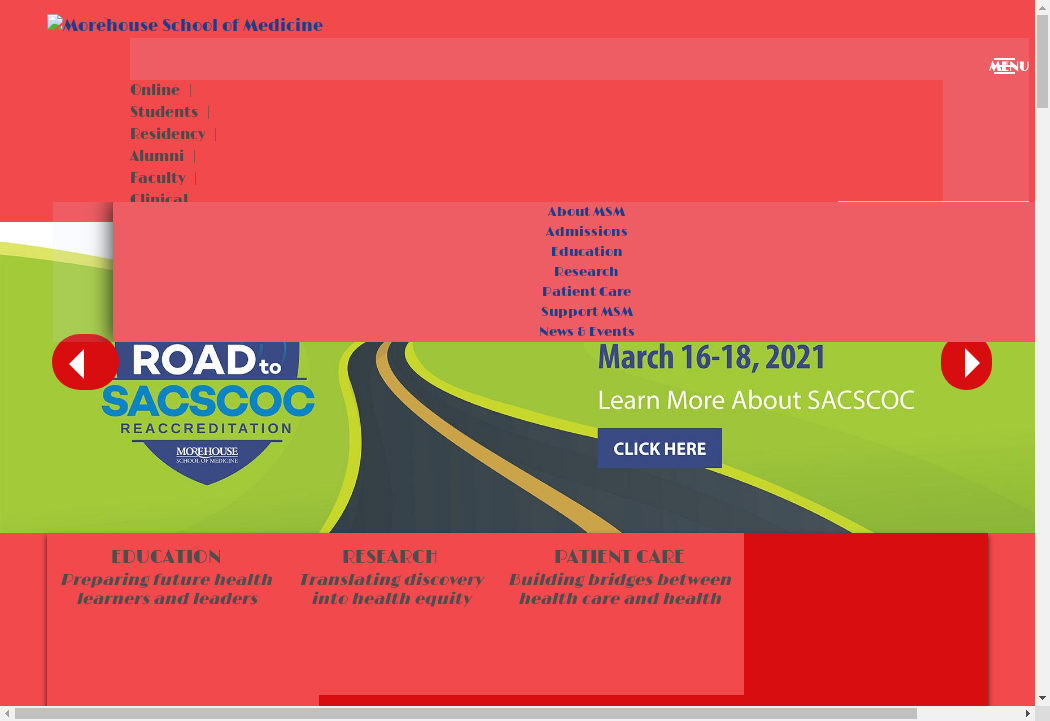 Morehouse School of Medicine
MENU
Online |
Students |
Residency |
Alumni |
Faculty |
Clinical
About MSM
Admissions
Education
Research
Patient Care
Support MSM
News & Events
ROAD to
SACSCOC
REACCREDITATION
MOREHOUSE
SCHOOL OF MEDICINE
March 16-18, 2021
Learn More About SACSCOC
CLICK HERE
EDUCATION
Preparing future health
learners and leaders
RESEARCH
Translating discovery
into health equity
PATIENT CARE
Building bridges between
health care and health